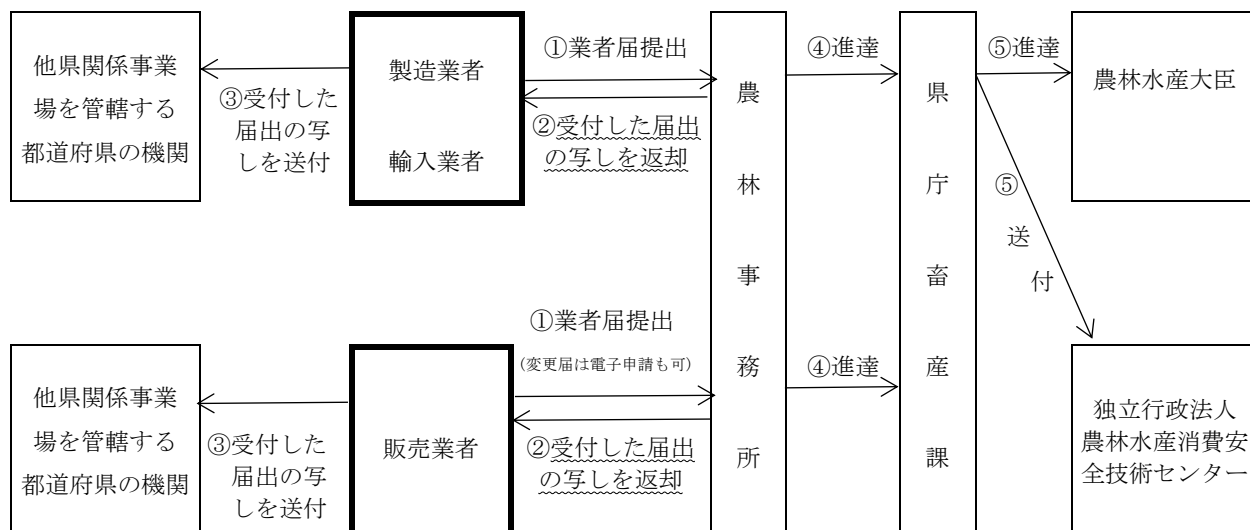 他県関係事業
場を管轄する
都道府県の機関
③受付した
届出の写
しを送付
製造業者
輸入業者
①業者届提出
②受付した届出
の写しを返却
農林事務所
④進達
県庁畜産課
⑤進達
農林水産大臣
⑤送付
他県関係事業
場を管轄する
都道府県の機関
③受付した
届出の写
しを送付
販売業者
①業者届提出
(変更届は電子申請も可)
②受付した届出
の写しを返却
④進達
独立行政法人
農林水産消費安
全技術センター